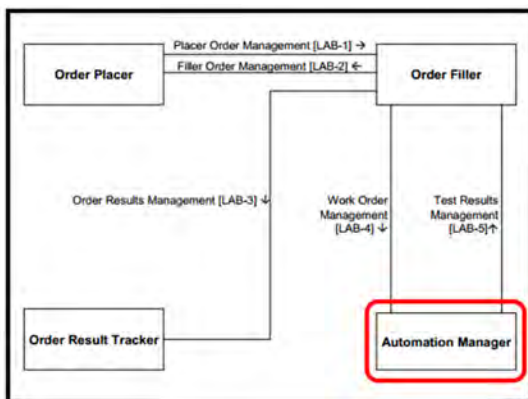 Placer Order Management [LAB-1] →
Order Placer
Filler Order Management [LAB-2] ←
Order Filler
Order Results Management [LAB-3] ↓
Work Order
Management
[LAB-4] ↓
Test Results
Management
[LAB-5]↑
Order Result Tracker
Automation Manager